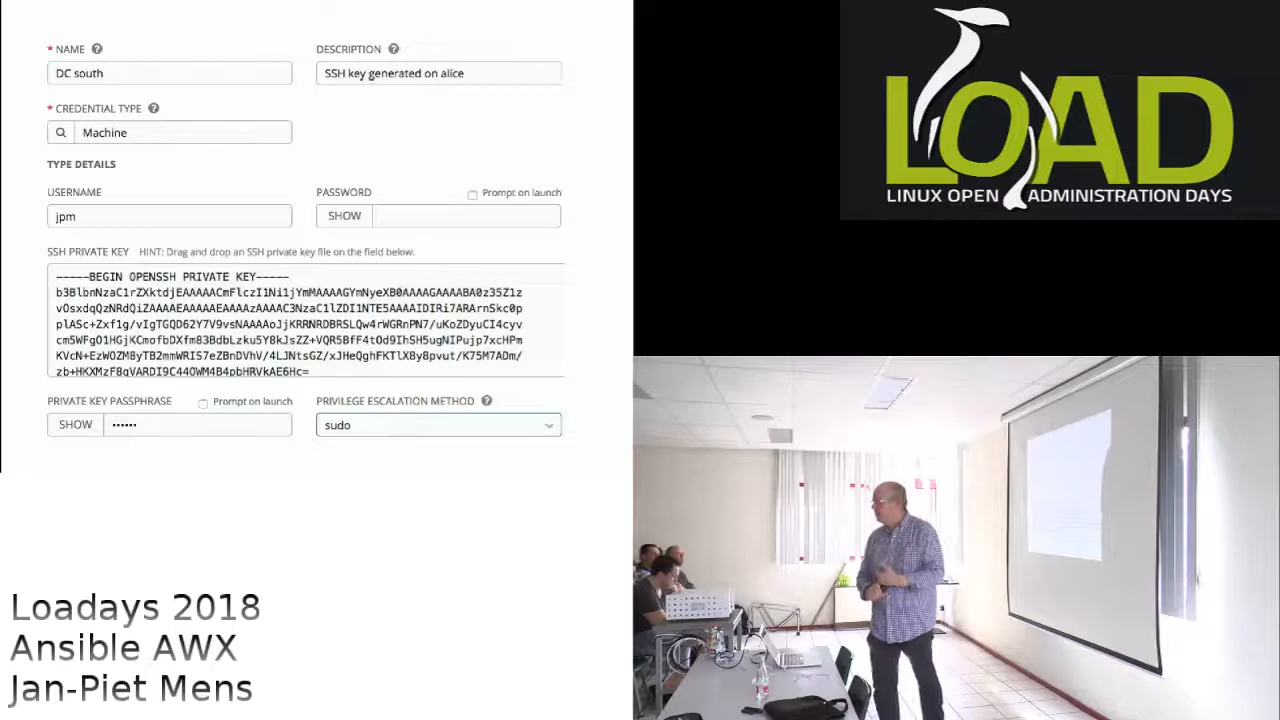 * NAME ?
DESCRIPTION ?
DC south
SSH key generated on alice
* CREDENTIAL TYPE ?
Machine
TYPE DETAILS
USERNAME
PASSWORD
Prompt on launch
jpm
SHOW
SSH PRIVATE KEY HINT: Drag and drop an SSH private key file on the field below.
-----BEGIN OPENSSH PRIVATE KEY-----
PRIVATE KEY PASSPHRASE
Prompt on launch
PRIVILEGE ESCALATION METHOD ?
SHOW ••••••
sudo
LOAD
LINUX OPEN ADMINISTRATION DAYS
Loadays 2018
Ansible AWX
Jan-Piet Mens